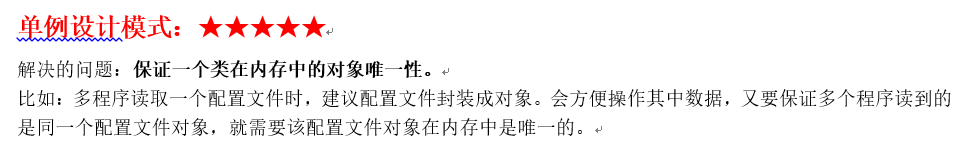 单例设计模式：★★★★★
解决的问题：保证一个类在内存中的对象唯一性。
比如：多程序读取一个配置文件时，建议配置文件封装成对象。会方便操作其中数据，又要保证多个程序读到的
是同一个配置文件对象，就需要该配置文件对象在内存中是唯一的。